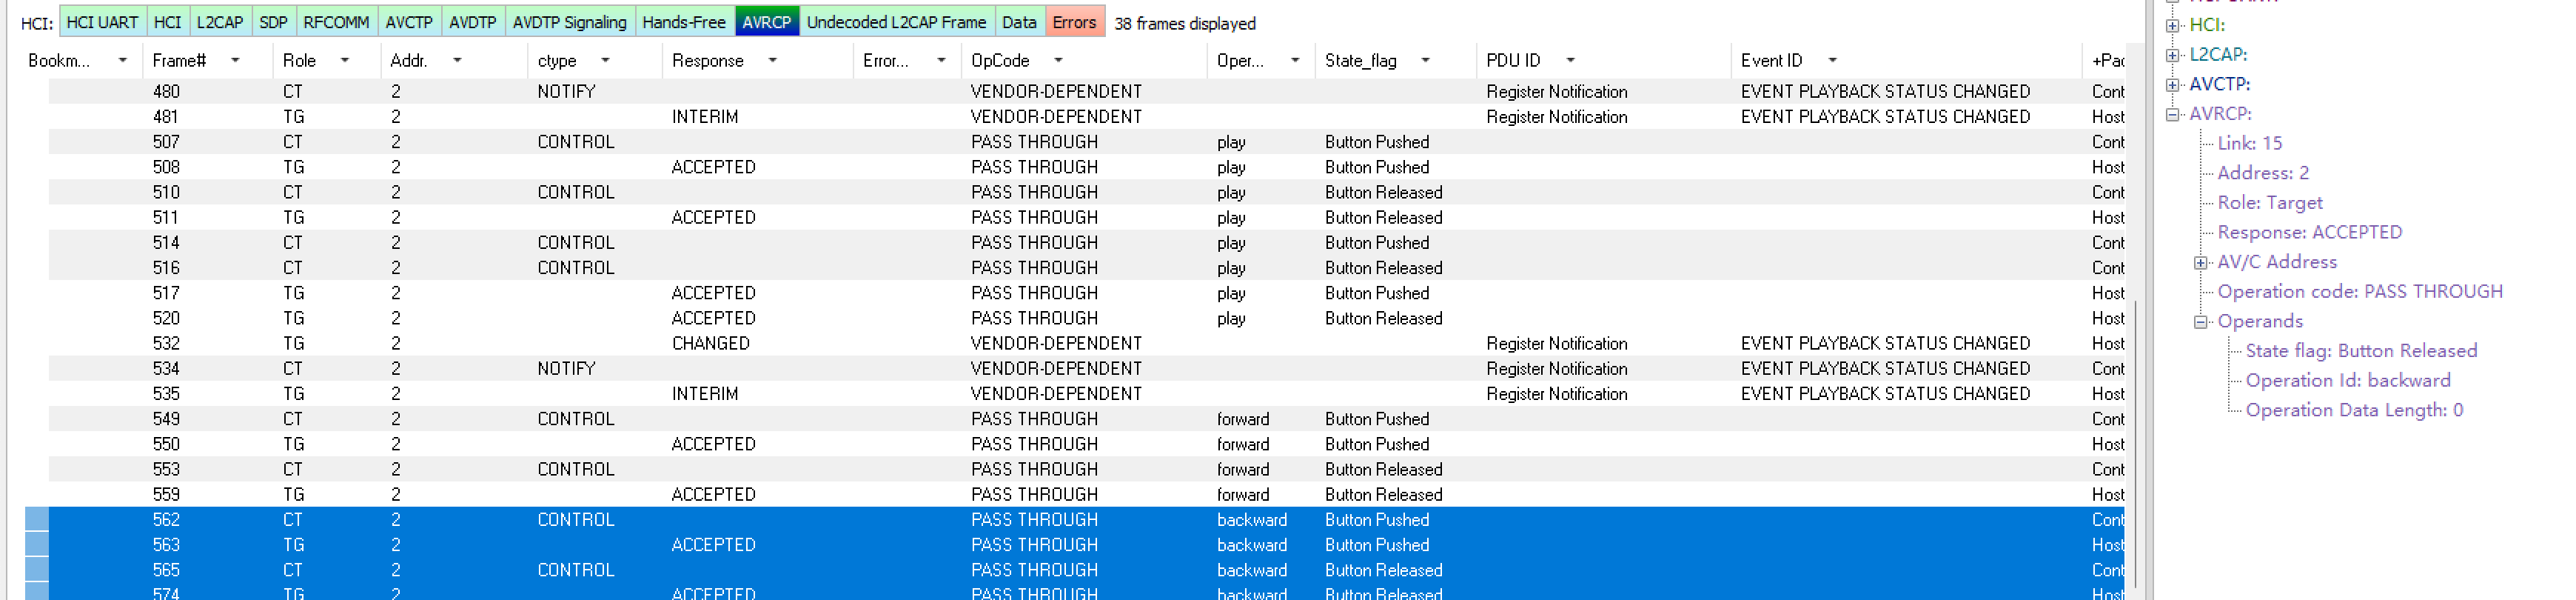 HCI: HCI UART HCI L2CAP SDP RFCOMM AVCTP AVDTP AVDTP Signaling Hands-Free AVRCP Undecoded L2CAP Frame Data Errors 38 frames displayed
Bookm... Frame# Role Addr. ctype Response Error... OpCode Oper... State_flag PDU ID Event ID +Pac
480 CT 2 NOTIFY VENDOR-DEPENDENT Register Notification EVENT PLAYBACK STATUS CHANGED Cont
481 TG 2 INTERIM VENDOR-DEPENDENT Register Notification EVENT PLAYBACK STATUS CHANGED Host
507 CT 2 CONTROL PASS THROUGH play Button Pushed Cont
508 TG 2 ACCEPTED PASS THROUGH play Button Pushed Host
510 CT 2 CONTROL PASS THROUGH play Button Released Cont
511 TG 2 ACCEPTED PASS THROUGH play Button Released Host
514 CT 2 CONTROL PASS THROUGH play Button Pushed Cont
516 CT 2 CONTROL PASS THROUGH play Button Released Cont
517 TG 2 ACCEPTED PASS THROUGH play Button Pushed Host
520 TG 2 ACCEPTED PASS THROUGH play Button Released Host
532 TG 2 CHANGED VENDOR-DEPENDENT Register Notification EVENT PLAYBACK STATUS CHANGED Host
534 CT 2 NOTIFY VENDOR-DEPENDENT Register Notification EVENT PLAYBACK STATUS CHANGED Cont
535 TG 2 INTERIM VENDOR-DEPENDENT Register Notification EVENT PLAYBACK STATUS CHANGED Host
549 CT 2 CONTROL PASS THROUGH forward Button Pushed Cont
550 TG 2 ACCEPTED PASS THROUGH forward Button Pushed Host
553 CT 2 CONTROL PASS THROUGH forward Button Released Cont
559 TG 2 ACCEPTED PASS THROUGH forward Button Released Host
562 CT 2 CONTROL PASS THROUGH backward Button Pushed Cont
563 TG 2 ACCEPTED PASS THROUGH backward Button Pushed Host
565 CT 2 CONTROL PASS THROUGH backward Button Released Cont
574 TG 2 ACCEPTED PASS THROUGH backward Button Released Host
HCI:
L2CAP:
AVCTP:
AVRCP:
Link: 15
Address: 2
Role: Target
Response: ACCEPTED
AV/C Address
Operation code: PASS THROUGH
Operands
State flag: Button Released
Operation Id: backward
Operation Data Length: 0